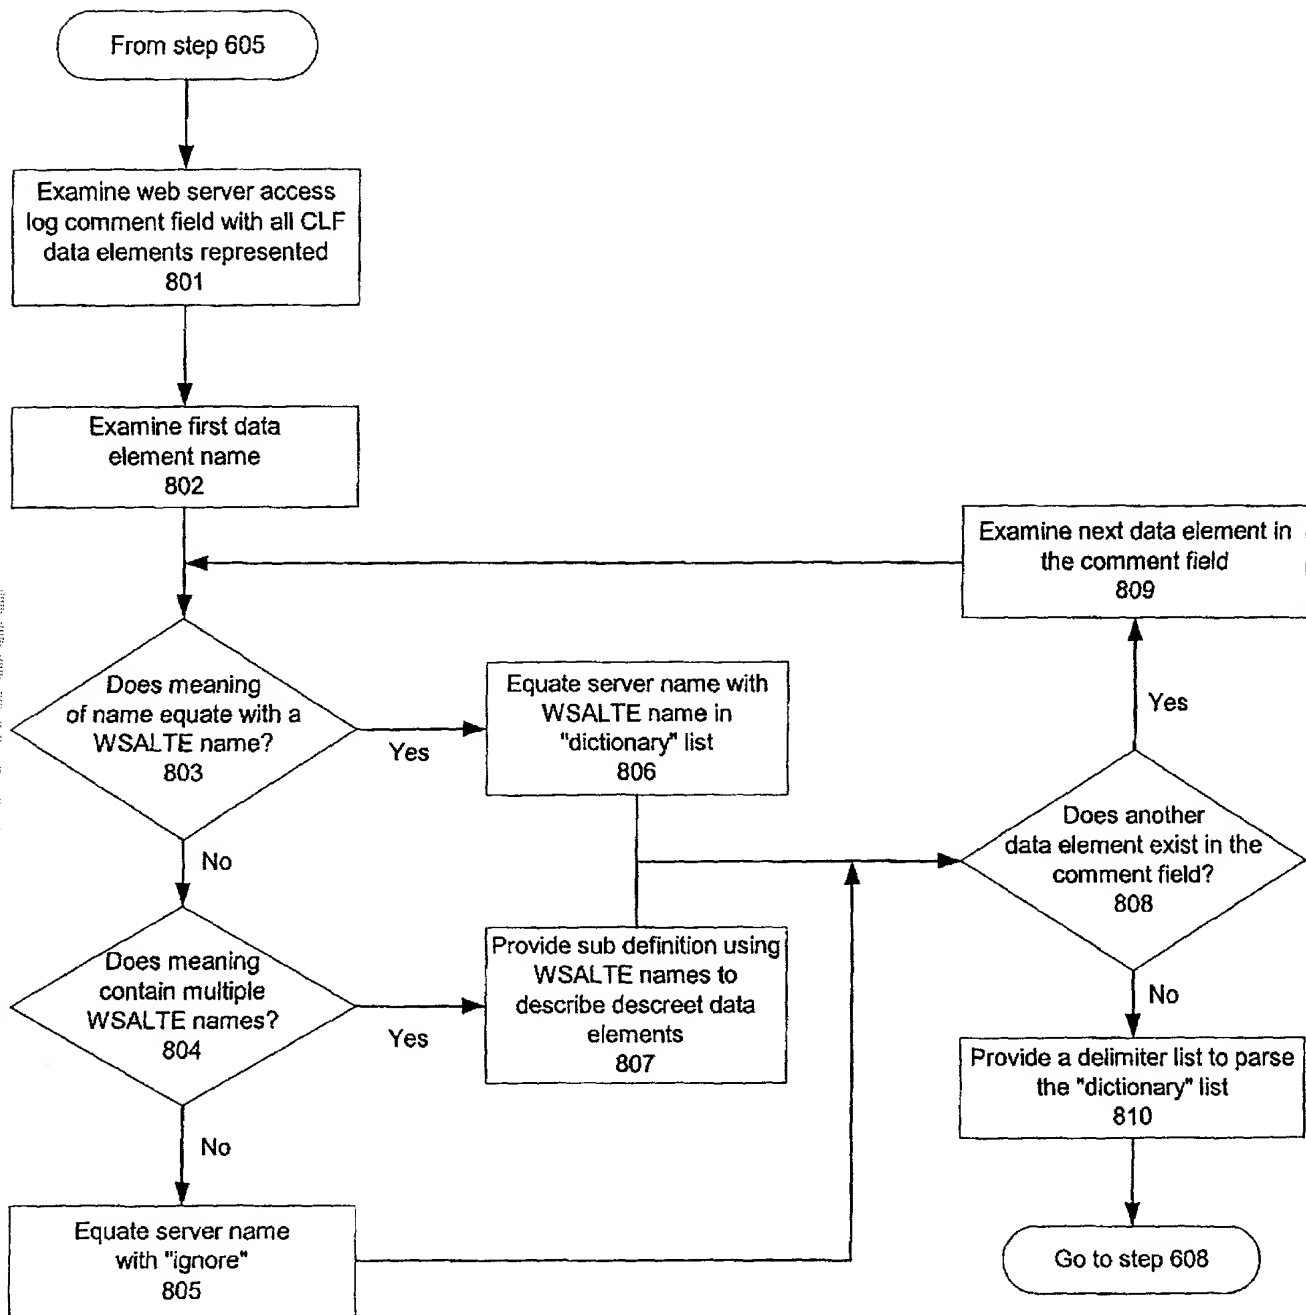 From step 605
Examine web server access
log comment field with all CLF
data elements represented
801
Examine first data
element name
802
Examine next data element in
the comment field
809
Does meaning
of name equate with a
WSALTE name?
803
Yes
Equate server name with
WSALTE name in
"dictionary" list
806
Yes
Does another
data element exist in the
comment field?
808
No
Does meaning
contain multiple
WSALTE names?
804
Yes
Provide sub definition using
WSALTE names to
describe descreet data
elements
807
No
Provide a delimiter list to parse
the "dictionary" list
810
No
Equate server name
with "ignore"
805
Go to step 608